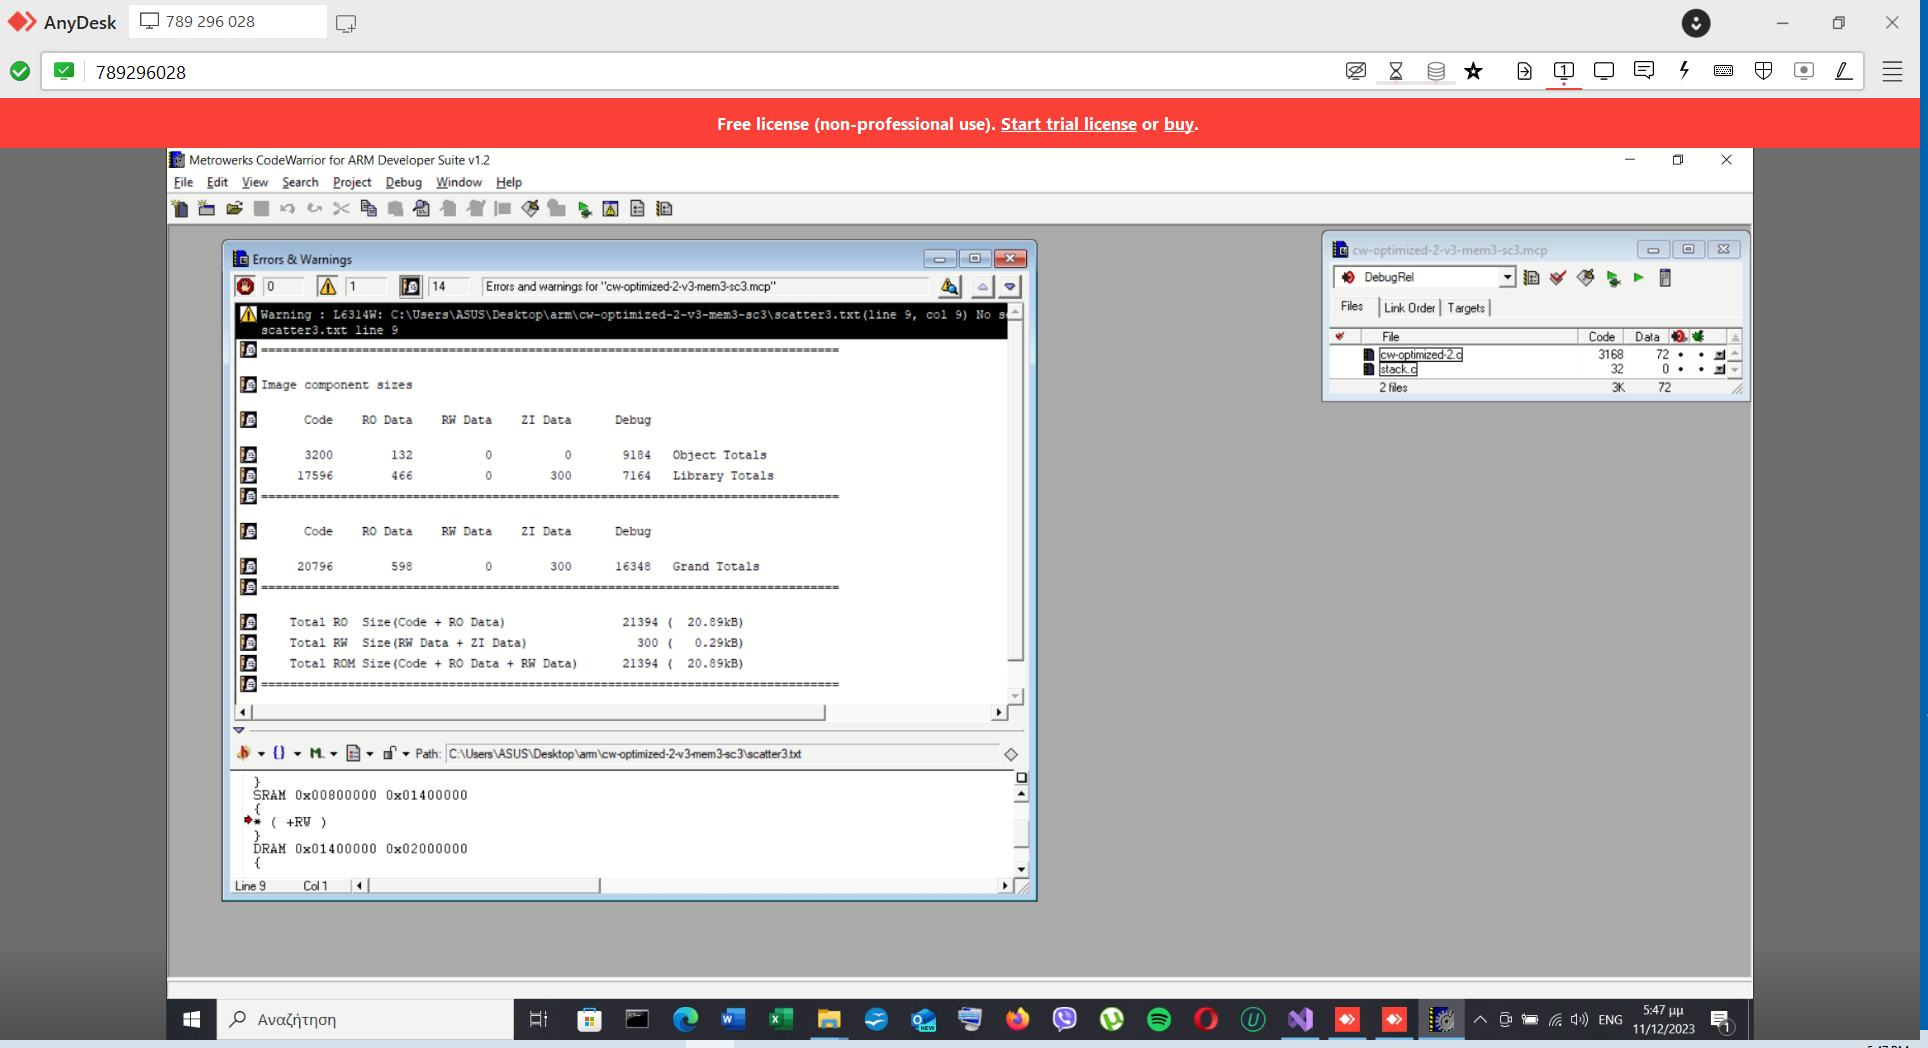 AnyDesk
789 296 028
789296028
1
Free license (non-professional use). Start trial license or buy.
Metrowerks CodeWarrior for ARM Developer Suite v1.2
File Edit View Search Project Debug Window Help
Errors & Warnings
0 1 14 Errors and warnings for "cw-optimized-2-v3-mem3-sc3.mcp"
Warning : L6314W: C:\Users\ASUS\Desktop\arm\cw-optimized-2-v3-mem3-sc3\scatter3.txt(line 9, col 9) No s
scatter3.txt line 9
================================================================================
Image component sizes
Code RO Data RW Data ZI Data Debug
3200 132 0 0 9184 Object Totals
17596 466 0 300 7164 Library Totals
================================================================================
Code RO Data RW Data ZI Data Debug
20796 598 0 300 16348 Grand Totals
================================================================================
Total RO Size(Code + RO Data) 21394 ( 20.89kB)
Total RW Size(RW Data + ZI Data) 300 ( 0.29kB)
Total ROM Size(Code + RO Data + RW Data) 21394 ( 20.89kB)
================================================================================
Path: C:\Users\ASUS\Desktop\arm\cw-optimized-2-v3-mem3-sc3\scatter3.txt
}
SRAM 0x00800000 0x01400000
{
* ( +RW )
}
DRAM 0x01400000 0x02000000
{
Line 9 Col 1
cw-optimized-2-v3-mem3-sc3.mcp
DebugRel
Files Link Order Targets
File Code Data
cw-optimized-2.c 3168 72 • •
stack.c 32 0 • •
2 files 3K 72
Αναζήτηση
ENG
5:47 μμ
11/12/2023
1